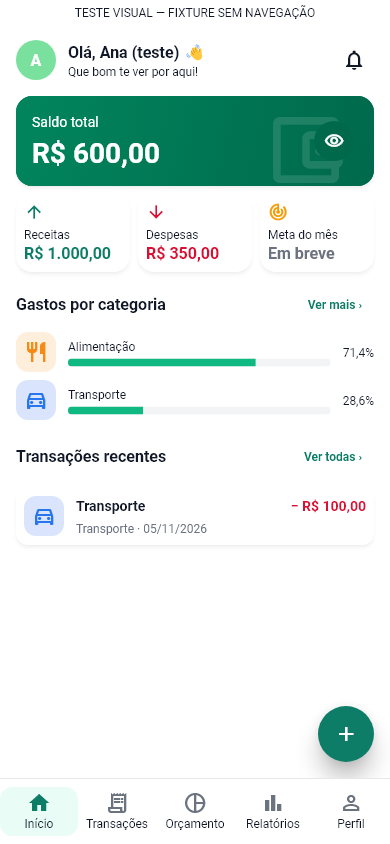 TESTE VISUAL — FIXTURE SEM NAVEGAÇÃO
A
Olá, Ana (teste) 👋
Que bom te ver por aqui!
Saldo total
R$ 600,00
Receitas
R$ 1.000,00
Despesas
R$ 350,00
Meta do mês
Em breve
Gastos por categoria
Ver mais ›
Alimentação
71,4%
Transporte
28,6%
Transações recentes
Ver todas ›
Transporte
− R$ 100,00
Transporte · 05/11/2026
+
Início
Transações
Orçamento
Relatórios
Perfil